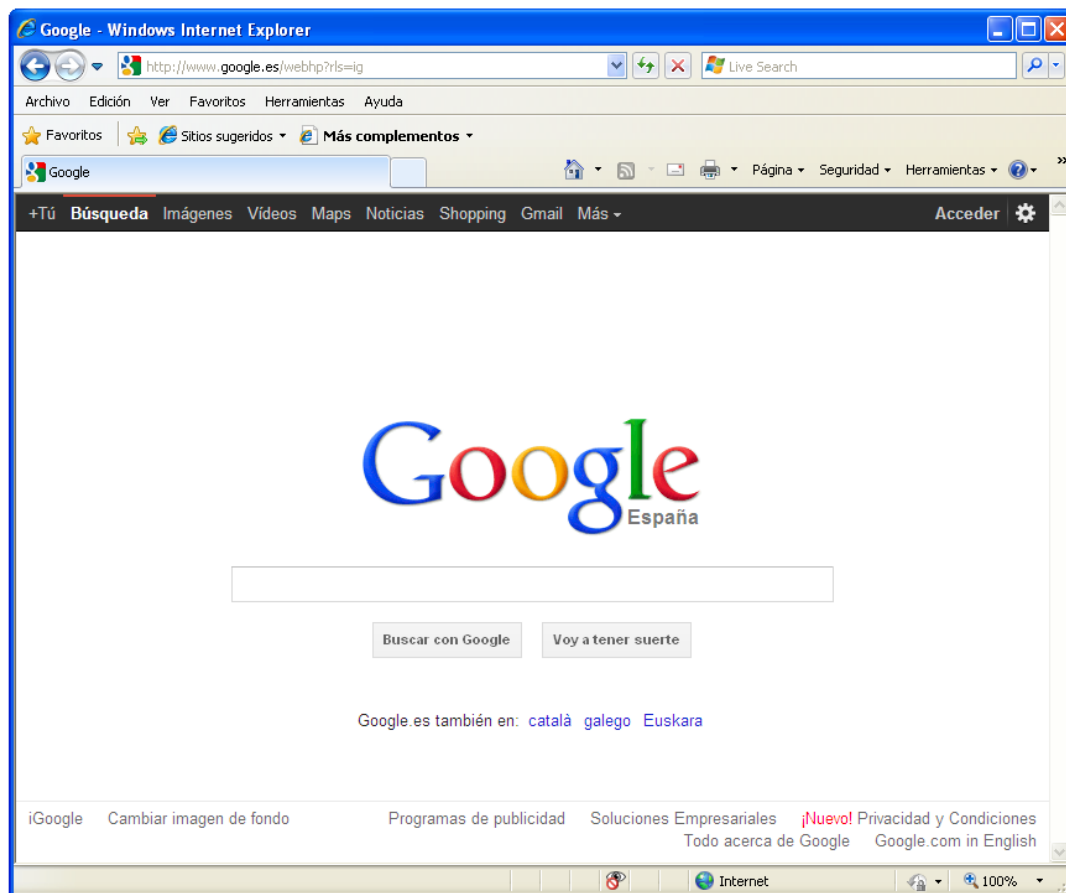 Google - Windows Internet Explorer
http://www.google.es/webhp?rls=ig Live Search
Archivo Edición Ver Favoritos Herramientas Ayuda
Favoritos Sitios sugeridos Más complementos
Google Página Seguridad Herramientas
+Tú Búsqueda Imágenes Vídeos Maps Noticias Shopping Gmail Más Acceder
Google
España
Buscar con Google Voy a tener suerte
Google.es también en: català galego Euskara
iGoogle Cambiar imagen de fondo Programas de publicidad Soluciones Empresariales ¡Nuevo! Privacidad y Condiciones
Todo acerca de Google Google.com in English
Internet 100%